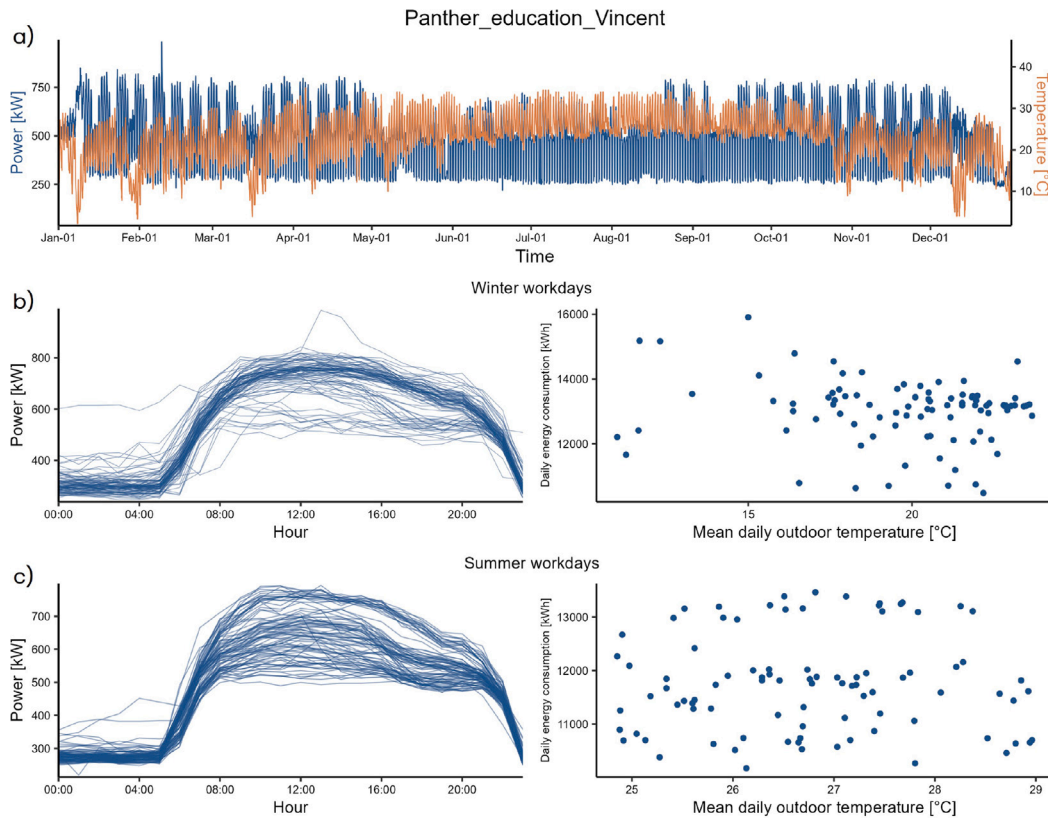 Panther_education_Vincent
a)
Power [kW]
750
500
250
40
30
20
10
Temperature [°C]
Jan-01 Feb-01 Mar-01 Apr-01 May-01 Jun-01 Jul-01 Aug-01 Sep-01 Oct-01 Nov-01 Dec-01
Time
b)
Winter workdays
Power [kW]
800
600
400
00:00 04:00 08:00 12:00 16:00 20:00
Hour
Daily energy consumption [kWh]
16000
14000
12000
15 20
Mean daily outdoor temperature [°C]
c)
Summer workdays
Power [kW]
700
600
500
400
300
00:00 04:00 08:00 12:00 16:00 20:00
Hour
Daily energy consumption [kWh]
13000
12000
11000
25 26 27 28 29
Mean daily outdoor temperature [°C]